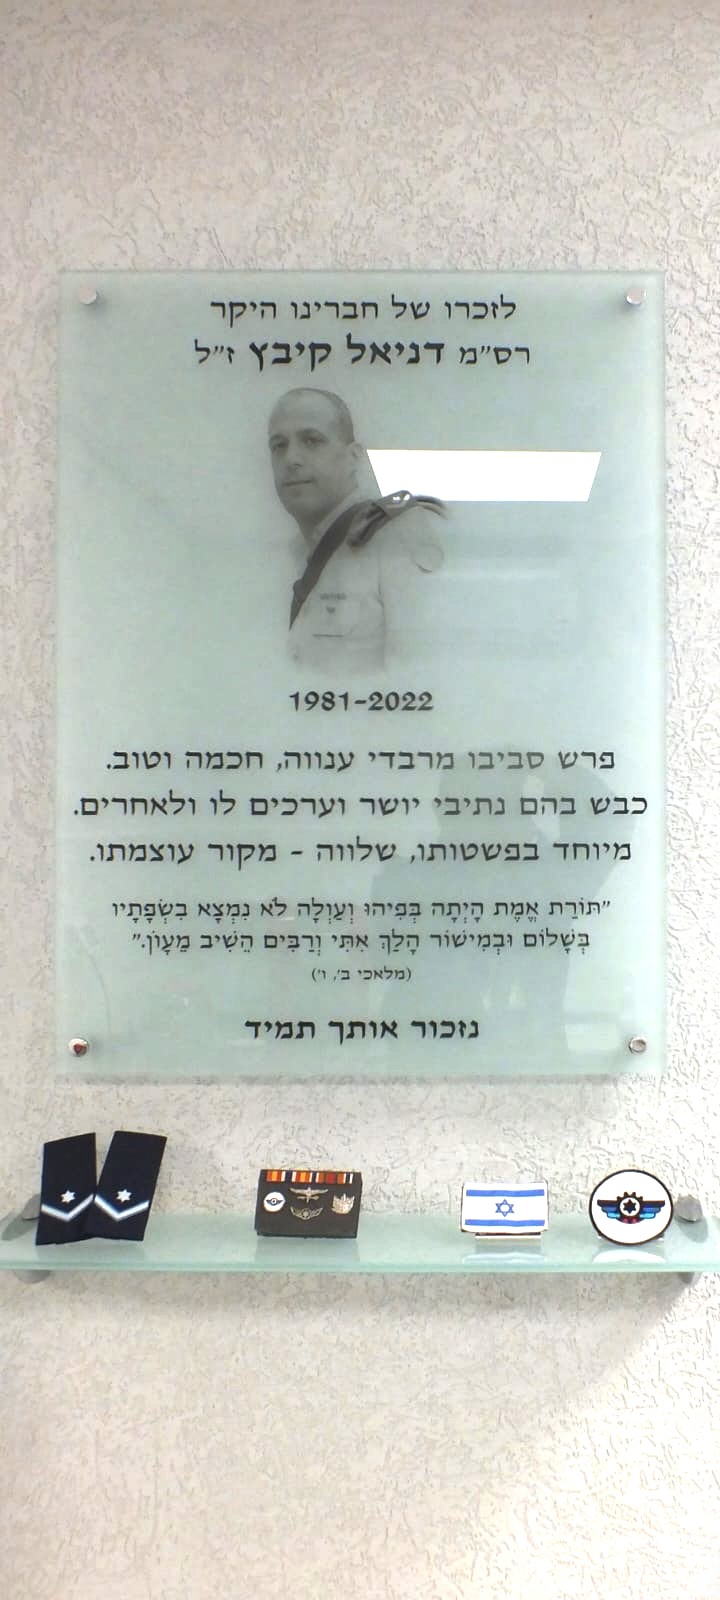 לזכרו של חברינו היקר
רס״מ דניאל קיבץ ז״ל
1981-2022
פרש סביבו מרבדי ענווה, חכמה וטוב.
כבש בהם נתיבי יושר וערכים לו ולאחרים.
מיוחד בפשטותו, שלווה - מקור עוצמתו.
״תּוֹרַת אֱמֶת הָיְתָה בְּפִיהוּ וְעַוְלָה לֹא נִמְצָא בִשְׂפָתָיו
בְּשָׁלוֹם וּבְמִישׁוֹר הָלַךְ אִתִּי וְרַבִּים הֵשִׁיב מֵעָוֹן.״
(מלאכי ב׳, ו׳)
נזכור אותך תמיד